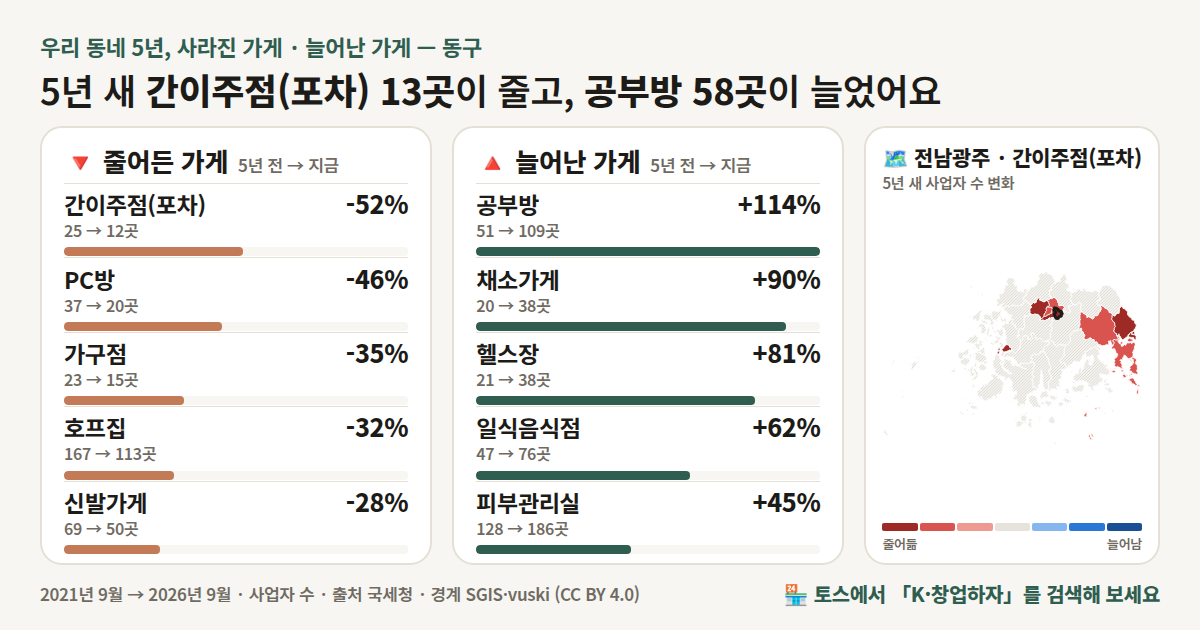 우리 동네 5년, 사라진 가게 · 늘어난 가게 — 동구
5년 새 간이주점(포차) 13곳이 줄고, 공부방 58곳이 늘었어요
줄어든 가게 5년 전 → 지금
간이주점(포차) -52%
25 → 12곳
PC방 -46%
37 → 20곳
가구점 -35%
23 → 15곳
호프집 -32%
167 → 113곳
신발가게 -28%
69 → 50곳
늘어난 가게 5년 전 → 지금
공부방 +114%
51 → 109곳
채소가게 +90%
20 → 38곳
헬스장 +81%
21 → 38곳
일식음식점 +62%
47 → 76곳
피부관리실 +45%
128 → 186곳
전남광주 · 간이주점(포차)
5년 새 사업자 수 변화
줄어듦 늘어남
2021년 9월 → 2026년 9월 · 사업자 수 · 출처 국세청 · 경계 SGIS·vuski (CC BY 4.0)
토스에서 「K·창업하자」를 검색해 보세요